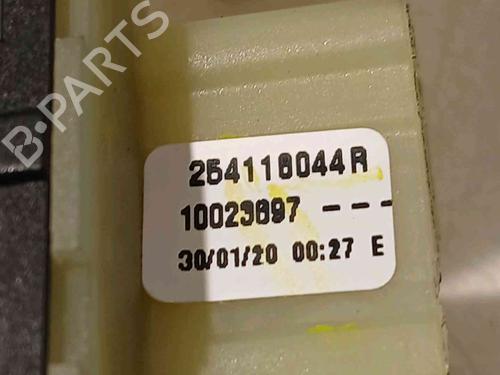 B-PARTS
254118044R
10023897 ---
30/01/20 00:27 E